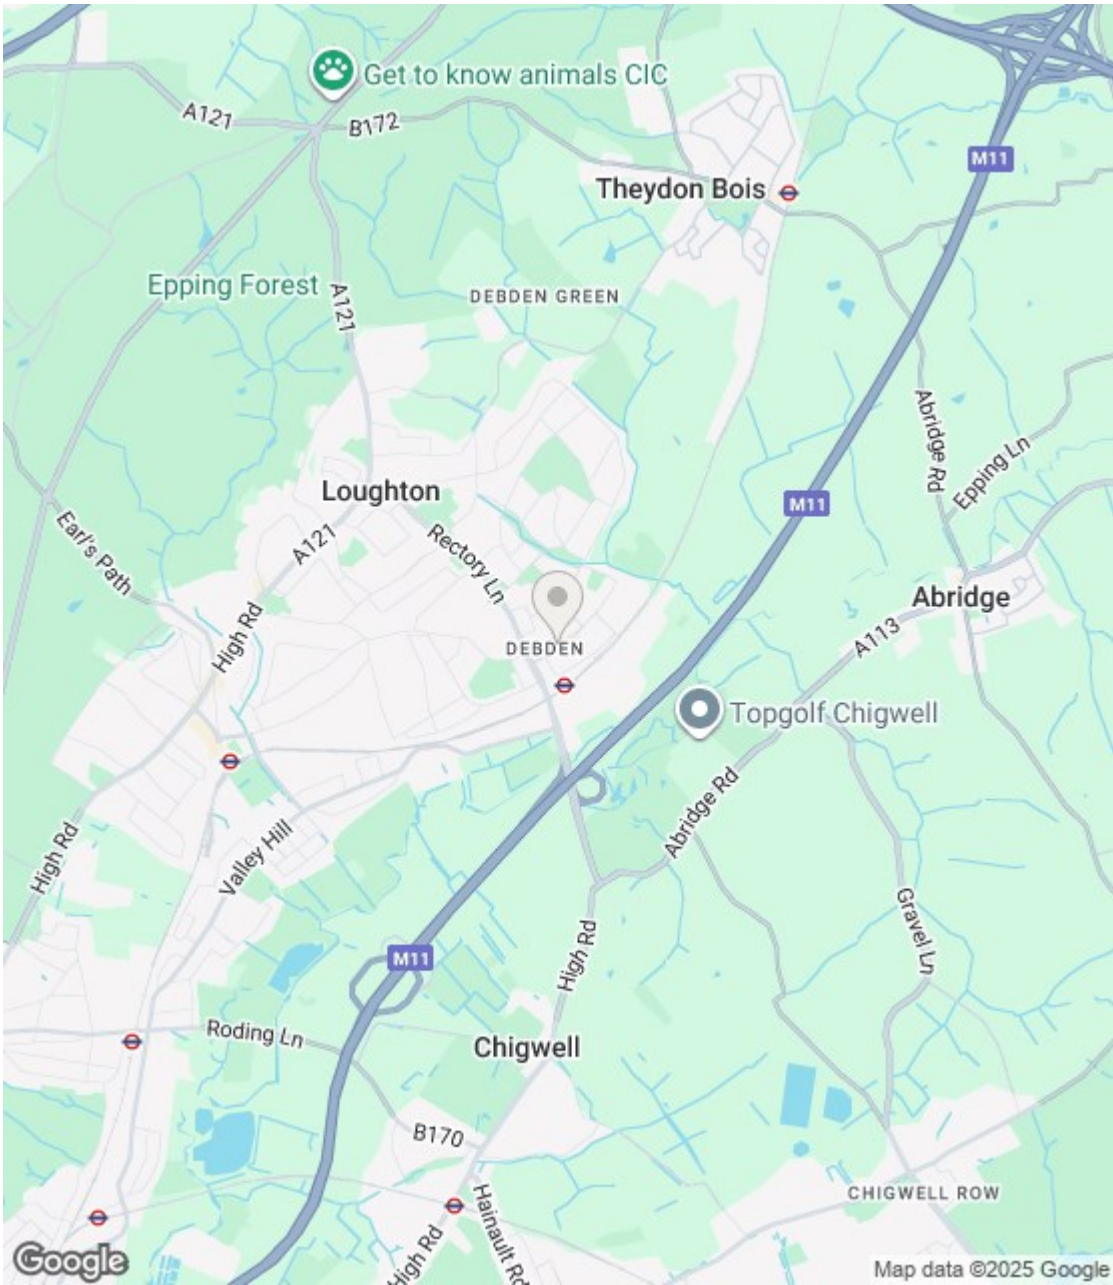 Get to know animals CIC
A121
B172
M11
Theydon Bois
Epping Forest
A121
DEBDEN GREEN
Abridge Rd
Epping Ln
Loughton
M11
A121
Rectory Ln
Earl's Path
Abridge
High Rd
A113
DEBDEN
Topgolf Chigwell
Abridge Rd
High Rd
Valley Hill
Gravel Ln
High Rd
M11
Roding Ln
Chigwell
B170
CHIGWELL ROW
High Rd
Hainault Rd
Google
Map data ©2025 Google